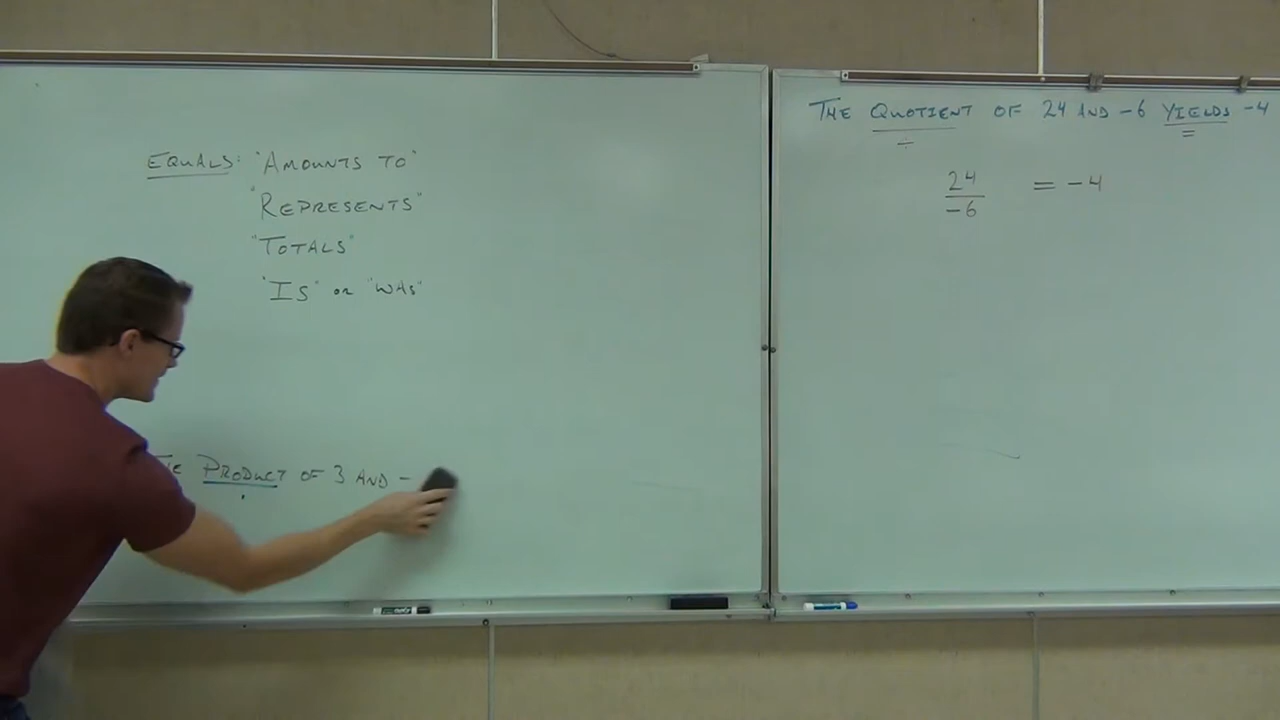 EQUALS: "AMOUNTS TO"
"REPRESENTS"
"TOTALS"
"IS" OR "WAS"
PRODUCT OF 3 AND -
THE QUOTIENT OF 24 AND -6 YIELDS -4
÷ =
24
-6 = -4